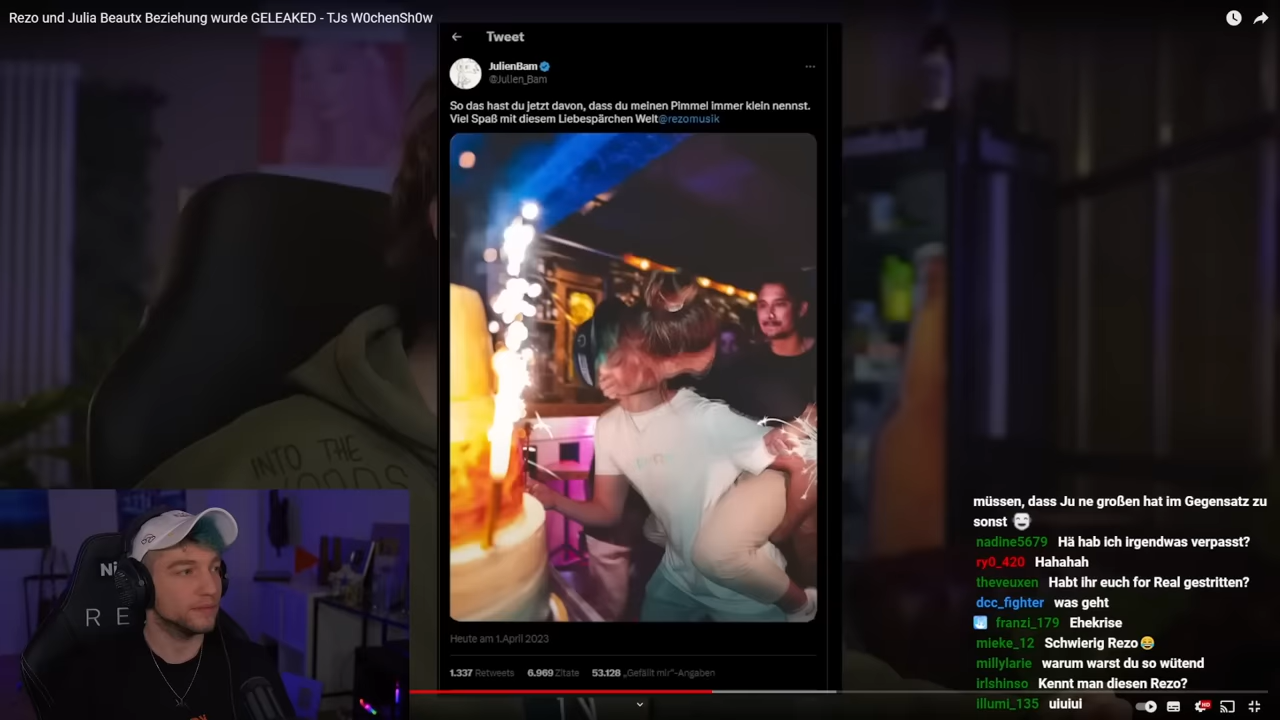 Rezo und Julia Beautx Beziehung wurde GELEAKED - TJs W0chenSh0w
Tweet
JulienBam
@Julien_Bam
So das hast du jetzt davon, dass du meinen Pimmel immer klein nennst.
Viel Spaß mit diesem Liebespärchen Welt@rezomusik
Heute am 1.April 2023
1.337 Retweets 6.969 Zitate 53.128 „Gefällt mir"-Angaben
INTO THE
WOODS
Ni
RE
müssen, dass Ju ne großen hat im Gegensatz zu
sonst
nadine5679 Hä hab ich irgendwas verpasst?
ry0_420 Hahahah
theveuxen Habt ihr euch for Real gestritten?
dcc_fighter was geht
franzi_179 Ehekrise
mieke_12 Schwierig Rezo😂
millylarie warum warst du so wütend
irlshinso Kennt man diesen Rezo?
illumi_135 uiuiui
HD